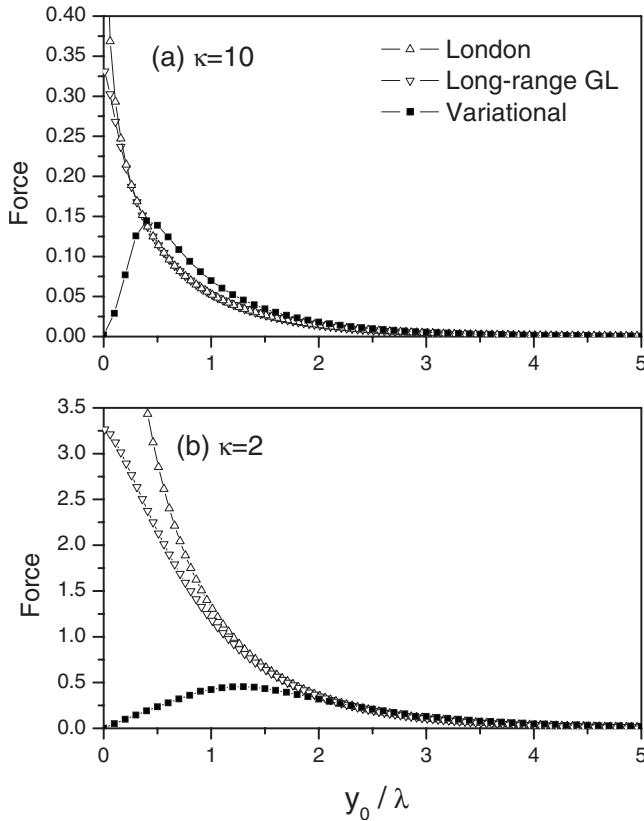 0.40
0.35
0.30
0.25
0.20
0.15
0.10
0.05
0.00
Force
(a) κ=10
London
Long-range GL
Variational
0 1 2 3 4 5
3.5
3.0
2.5
2.0
1.5
1.0
0.5
0.0
Force
(b) κ=2
0 1 2 3 4 5
y₀ / λ